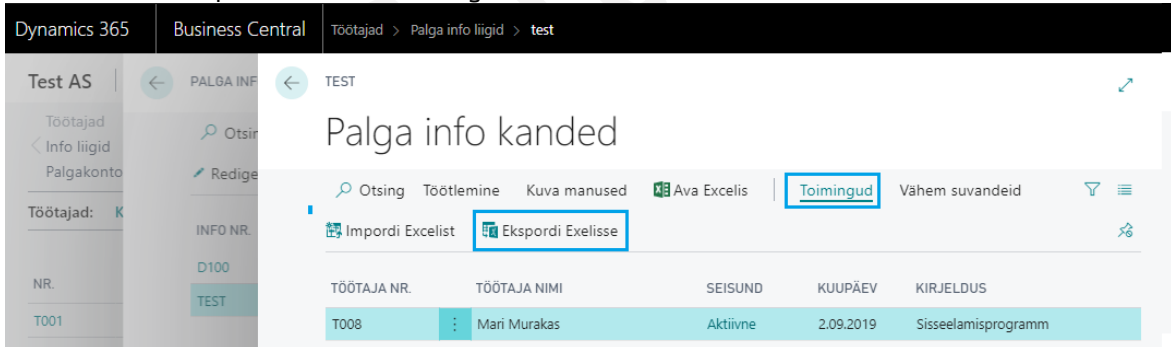 Dynamics 365 Business Central Töötajad > Palga info liigid > test
Test AS PALGA INF TEST
Palga info kanded
Töötajad
Info liigid
Palgakonto
Otsin
Redige
Otsing Töötlemine Kuva manused Ava Excelis Toimingud Vähem suvandeid
Töötajad: K
Impordi Excelist Ekspordi Exelisse
INFO NR.
D100
TEST
NR.
T001
TÖÖTAJA NR. TÖÖTAJA NIMI SEISUND KUUPÄEV KIRJELDUS
T008 Mari Murakas Aktiivne 2.09.2019 Sisseelamisprogramm